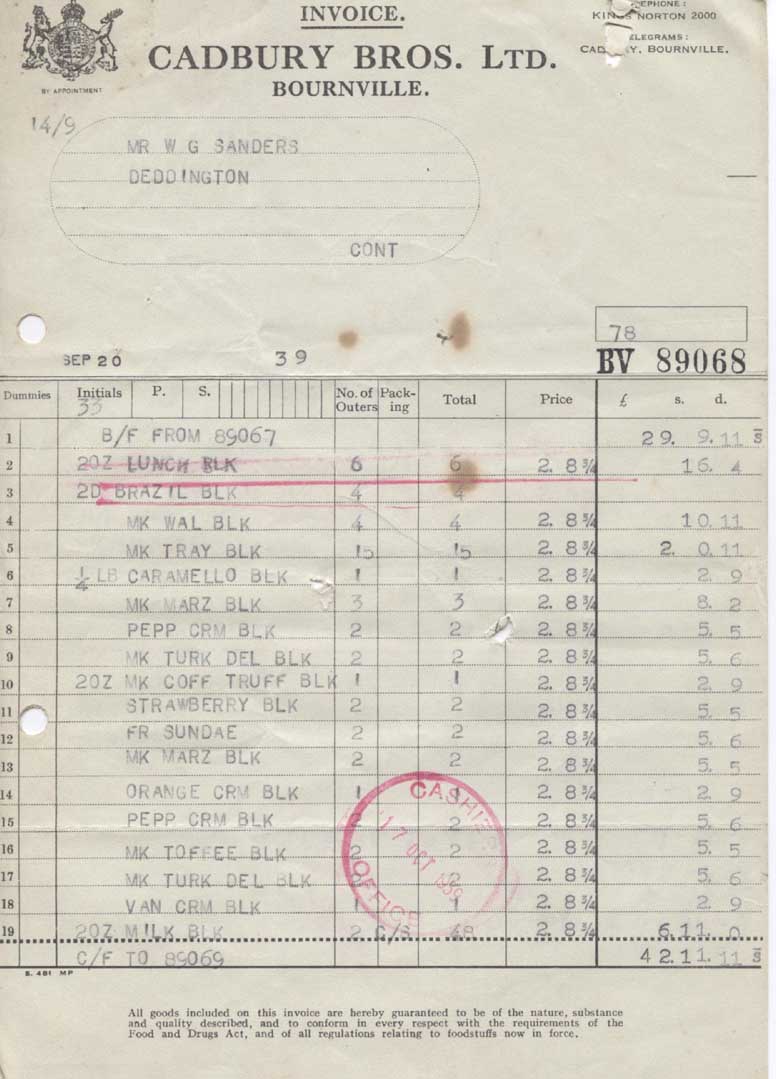 INVOICE.
KINGS NORTON 2000
CADBURY BROS. LTD.
BOURNVILLE.
BOURNVILLE.
BY APPOINTMENT
14/9
MR W G SANDERS
DEDDINGTON
CONT
78
SEP 20 39 BV 89068
Dummies Initials P. S. No. of Outers Pack-ing Total Price £ s. d.
33
1 B/F FROM 89067 29. 9.11 S
2 2OZ LUNCH BLK 6 6 2. 8¾ 16. 4
3 2D BRAZIL BLK 4 4
4 MK WAL BLK 4 4 2. 8¾ 10.11
5 MK TRAY BLK 15 15 2. 8¾ 2. 0.11
6 ¼ LB CARAMELLO BLK 1 1 2. 8¾ 2. 9
7 MK MARZ BLK 3 3 2. 8¾ 8. 2
8 PEPP CRM BLK 2 2 2. 8¾ 5. 5
9 MK TURK DEL BLK 2 2 2. 8¾ 5. 6
10 2OZ MK COFF TRUFF BLK 1 1 2. 8¾ 2. 9
11 STRAWBERRY BLK 2 2 2. 8¾ 5. 5
12 FR SUNDAE 2 2 2. 8¾ 5. 6
13 MK MARZ BLK 2 2 2. 8¾ 5. 5
14 ORANGE CRM BLK 1 1 2. 8¾ 2. 9
15 PEPP CRM BLK 2 2 2. 8¾ 5. 6
16 MK TOFFEE BLK 2 2 2. 8¾ 5. 5
17 MK TURK DEL BLK 2 2 2. 8¾ 5. 6
18 VAN CRM BLK 1 1 2. 8¾ 2. 9
19 2OZ MILK BLK 2 C/S 48 2. 8¾ 6.11. 0
C/F TO 89069 42.11.11 S
17 OCT
OFFICE
S. 481 MP
All goods included on this invoice are hereby guaranteed to be of the nature, substance
and quality described, and to conform in every respect with the requirements of the
Food and Drugs Act, and of all regulations relating to foodstuffs now in force.